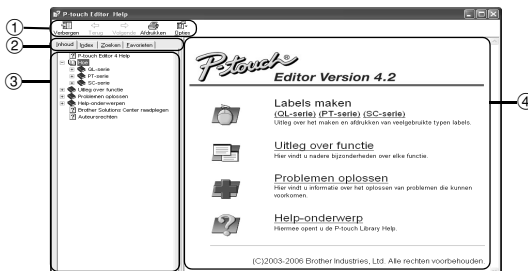 P-touch Editor Help
1
Verbergen Terug Volgende Afdrukken Opties
2
Inhoud Index Zoeken Favorieten
3
P-touch Editor 4 Help
QL-serie
PT-serie
SC-serie
Uitleg over functie
Problemen oplossen
Help-onderwerpen
Brother Solutions Center raadplegen
Auteursrechten
P-touch
Editor Version 4.2
4
Labels maken
(QL-serie) (PT-serie) (SC-serie)
Uitleg over het maken en afdrukken van veelgebruikte typen labels.
Uitleg over functie
Hier vindt u nadere bijzonderheden over elke functie.
Problemen oplossen
Hier vindt u informatie over het oplossen van problemen die kunnen
voorkomen.
Help-onderwerp
Hiermee opent u de P-touch Library Help.
(C)2003-2006 Brother Industries, Ltd. Alle rechten voorbehouden.